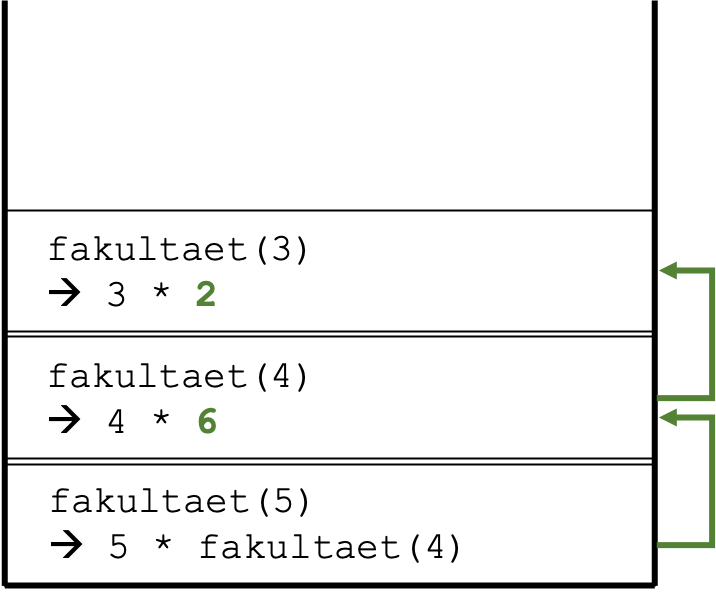 fakultaet(3)
→ 3 * 2
fakultaet(4)
→ 4 * 6
fakultaet(5)
→ 5 * fakultaet(4)